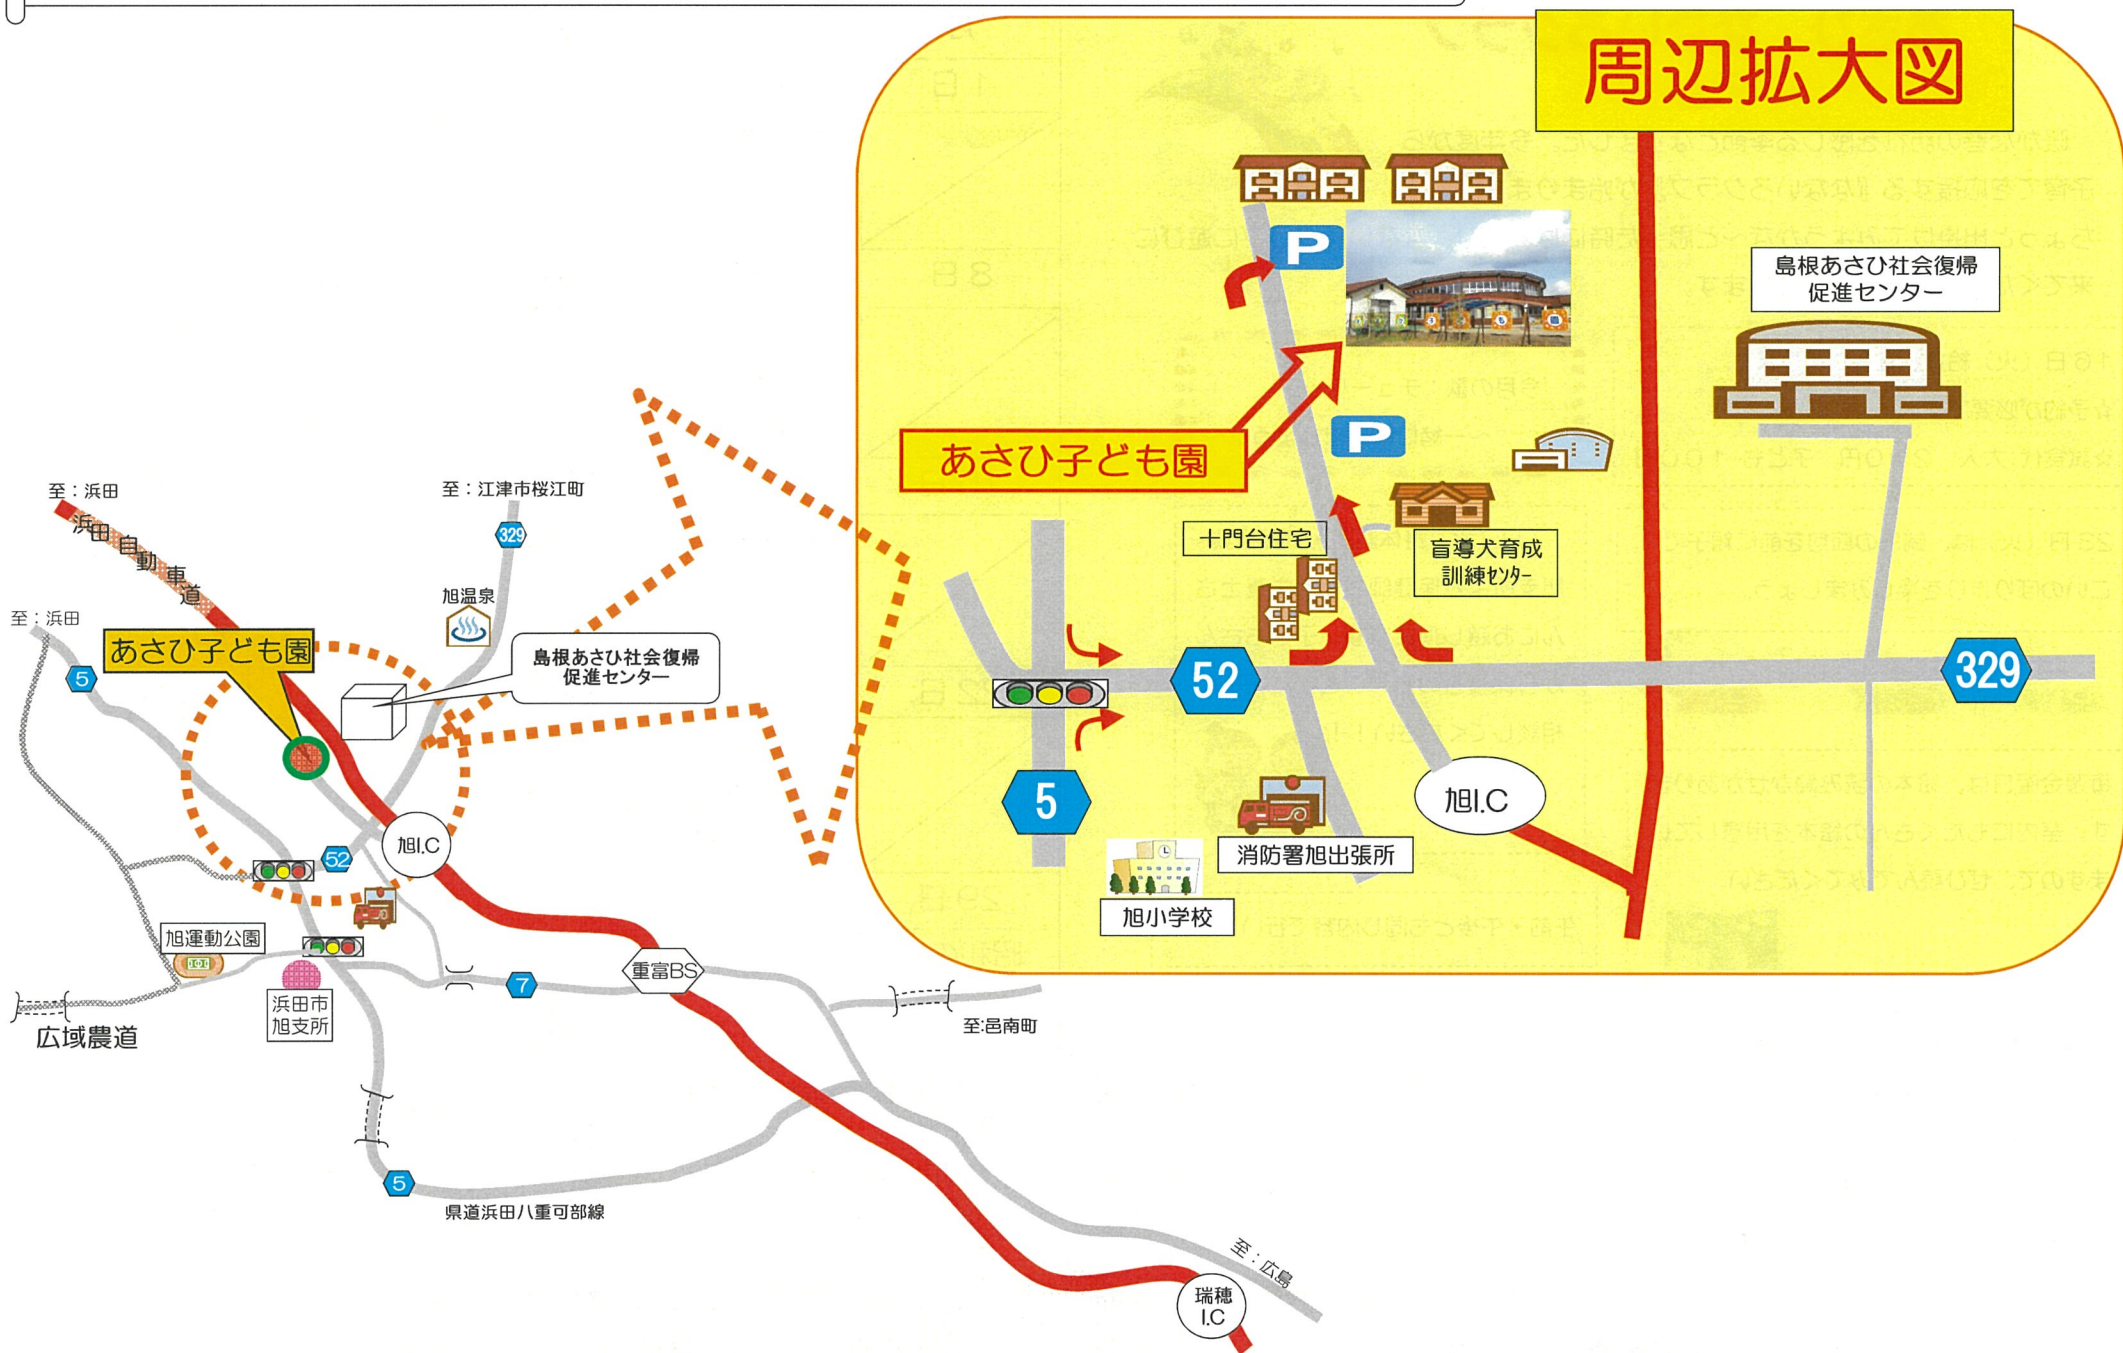 周辺拡大図
P
島根あさひ社会復帰
促進センター
あさひ子ども園
P
十門台住宅
盲導犬育成
訓練センター
52
329
5
旭I.C
消防署旭出張所
旭小学校
至：浜田
浜田自動車道
至：江津市桜江町
329
旭温泉
至：浜田
5
あさひ子ども園
島根あさひ社会復帰
促進センター
旭I.C
52
旭運動公園
浜田市
旭支所
広域農道
重富BS
7
至:邑南町
5
県道浜田八重可部線
至：広島
瑞穂
I.C